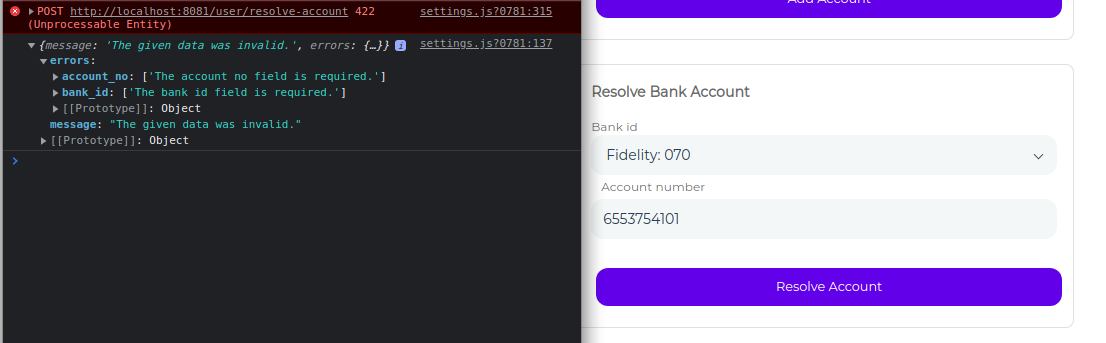 POST http://localhost:8081/user/resolve-account 422 settings.js?0781:315
(Unprocessable Entity)
{message: 'The given data was invalid.', errors: {…}} i settings.js?0781:137
errors:
account_no: ['The account no field is required.']
bank_id: ['The bank id field is required.']
[[Prototype]]: Object
message: "The given data was invalid."
[[Prototype]]: Object
Add Account
Resolve Bank Account
Bank id
Fidelity: 070
Account number
6553754101
Resolve Account